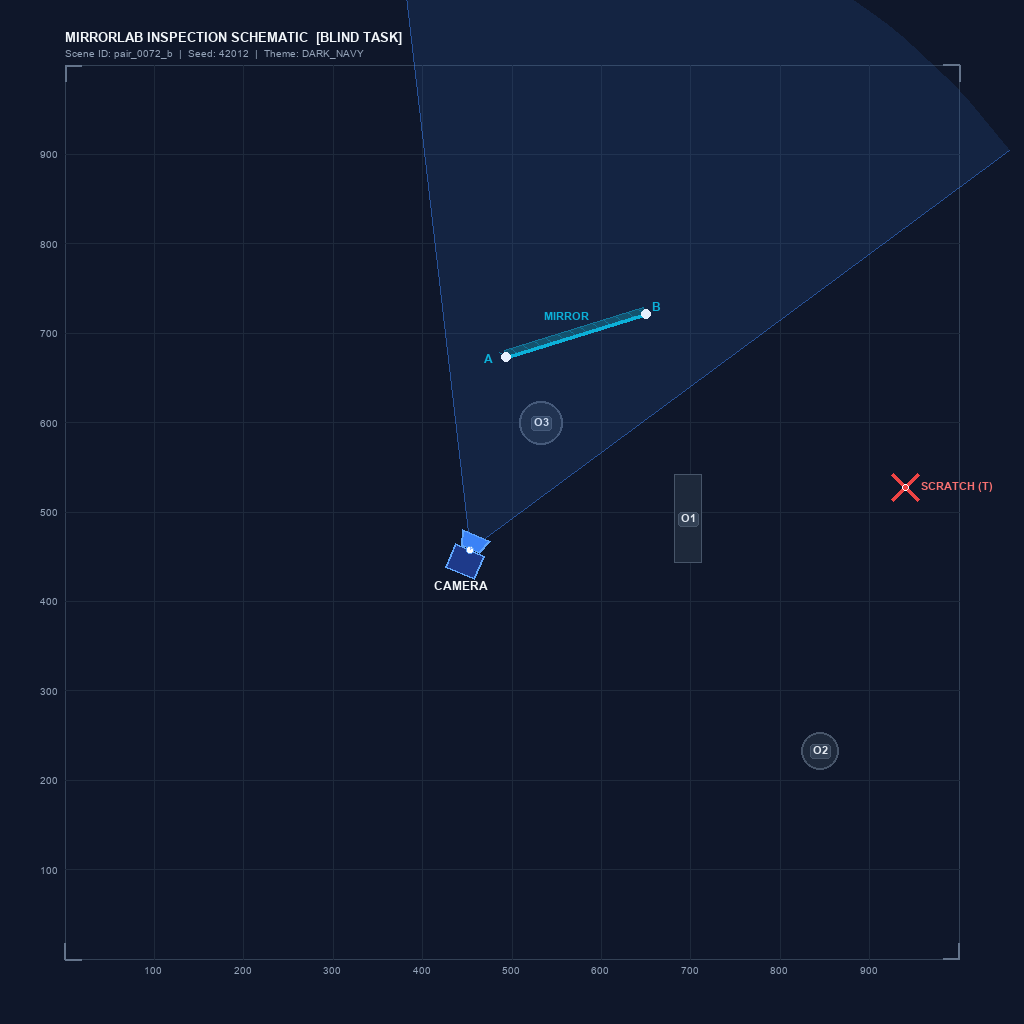 MIRRORLAB INSPECTION SCHEMATIC [BLIND TASK]
Scene ID: pair_0072_b | Seed: 42012 | Theme: DARK_NAVY
900
800
B
MIRROR
700
A
600
O3
SCRATCH (T)
500
O1
CAMERA
400
300
O2
200
100
100 200 300 400 500 600 700 800 900